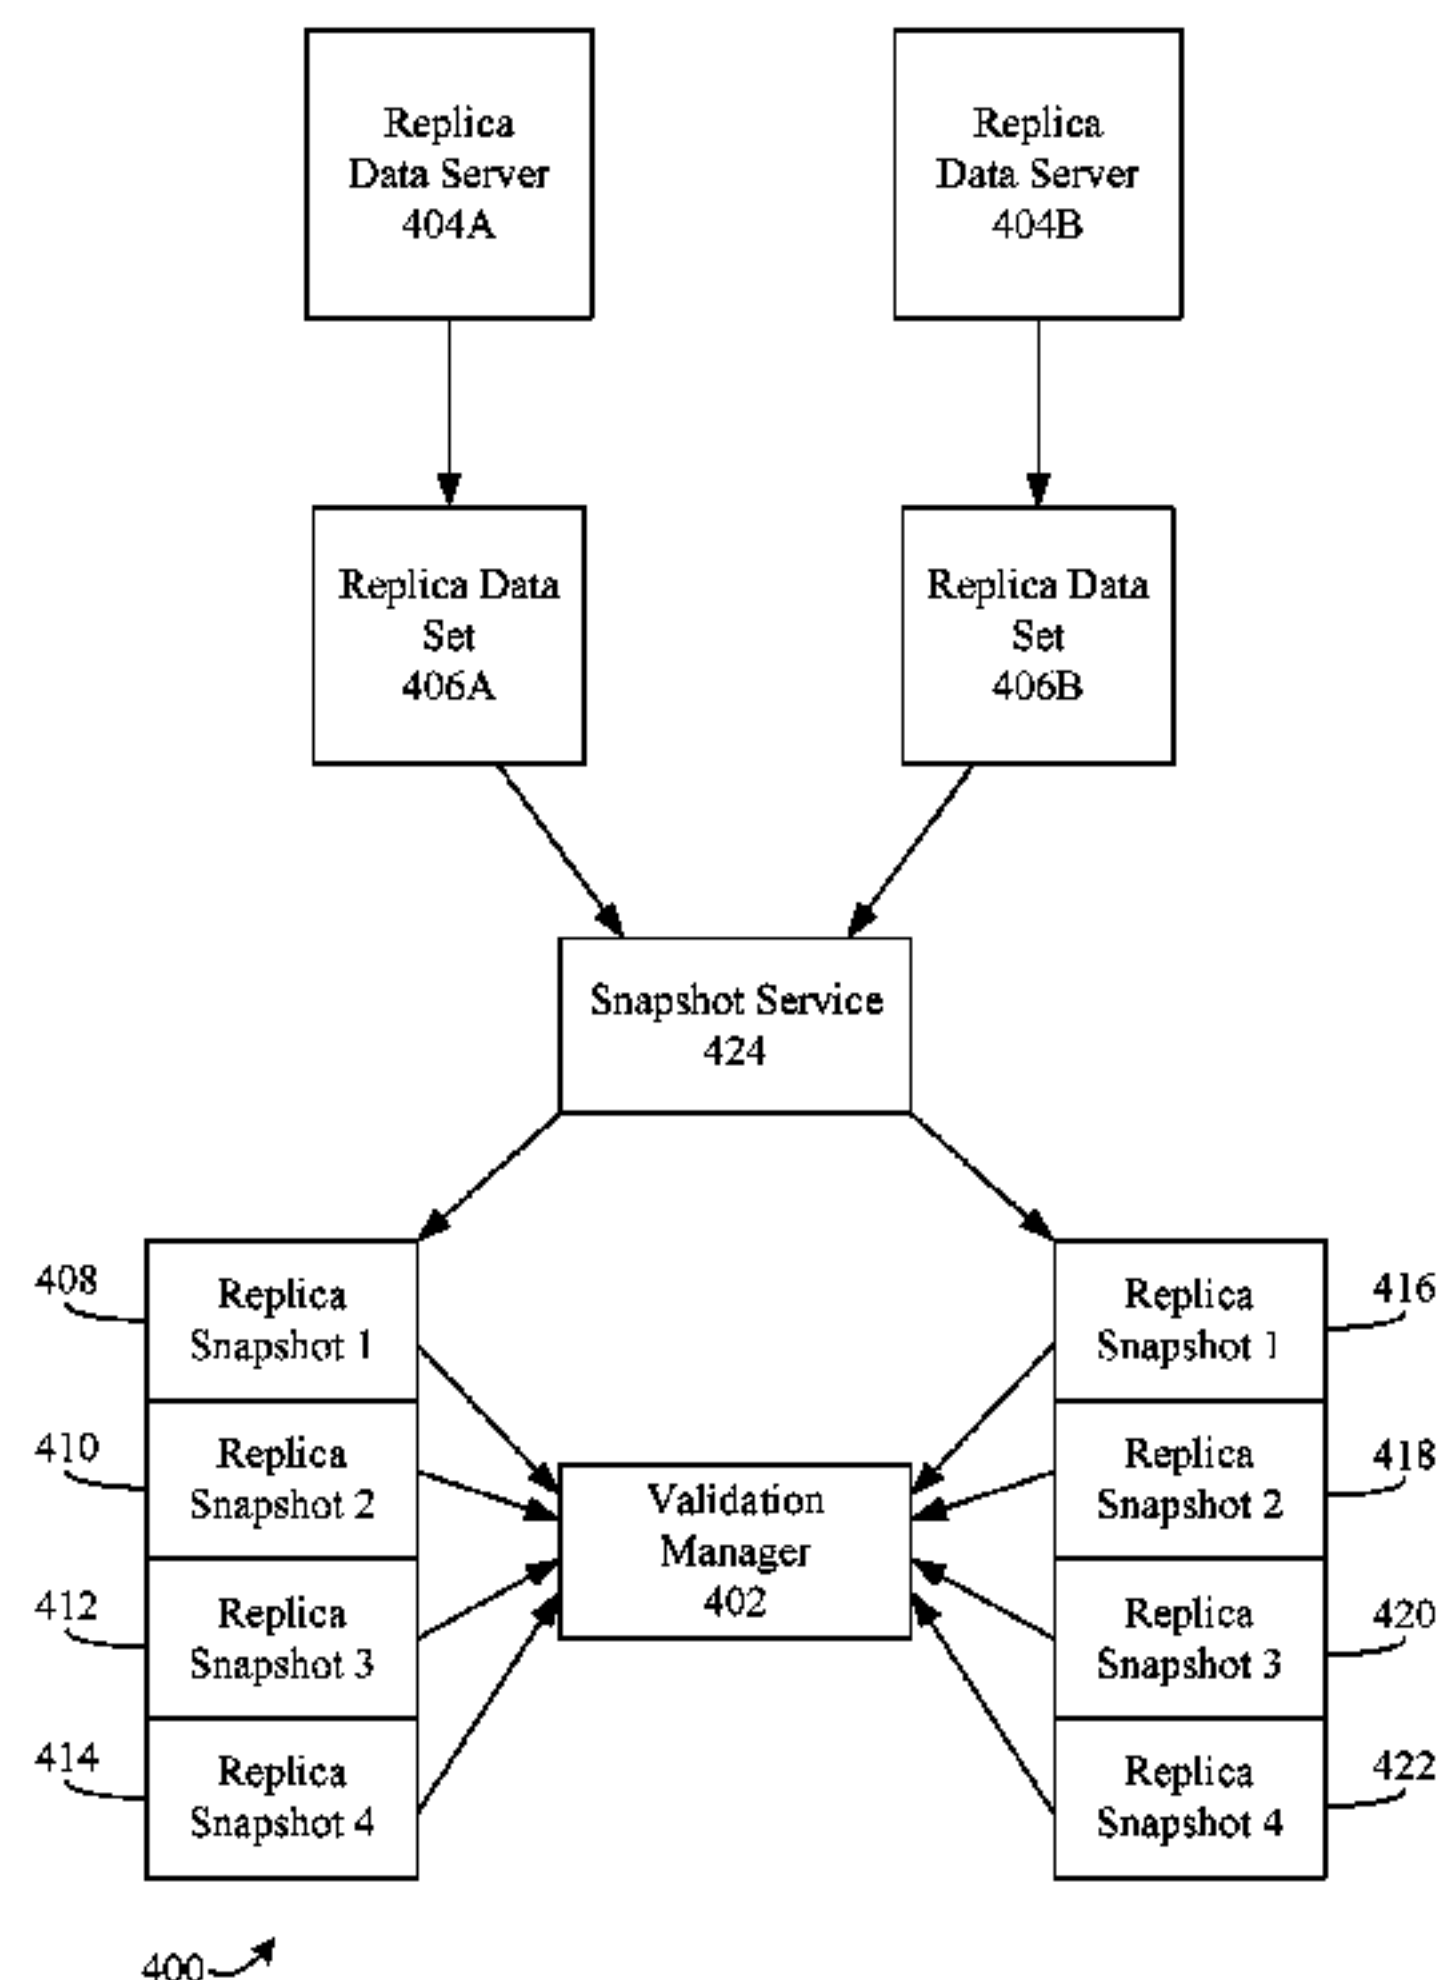 Replica
Data Server
404A
Replica
Data Server
404B
Replica Data
Set
406A
Replica Data
Set
406B
Snapshot Service
424
408
Replica
Snapshot 1
410
Replica
Snapshot 2
412
Replica
Snapshot 3
414
Replica
Snapshot 4
Validation
Manager
402
Replica
Snapshot 1
416
Replica
Snapshot 2
418
Replica
Snapshot 3
420
Replica
Snapshot 4
422
400